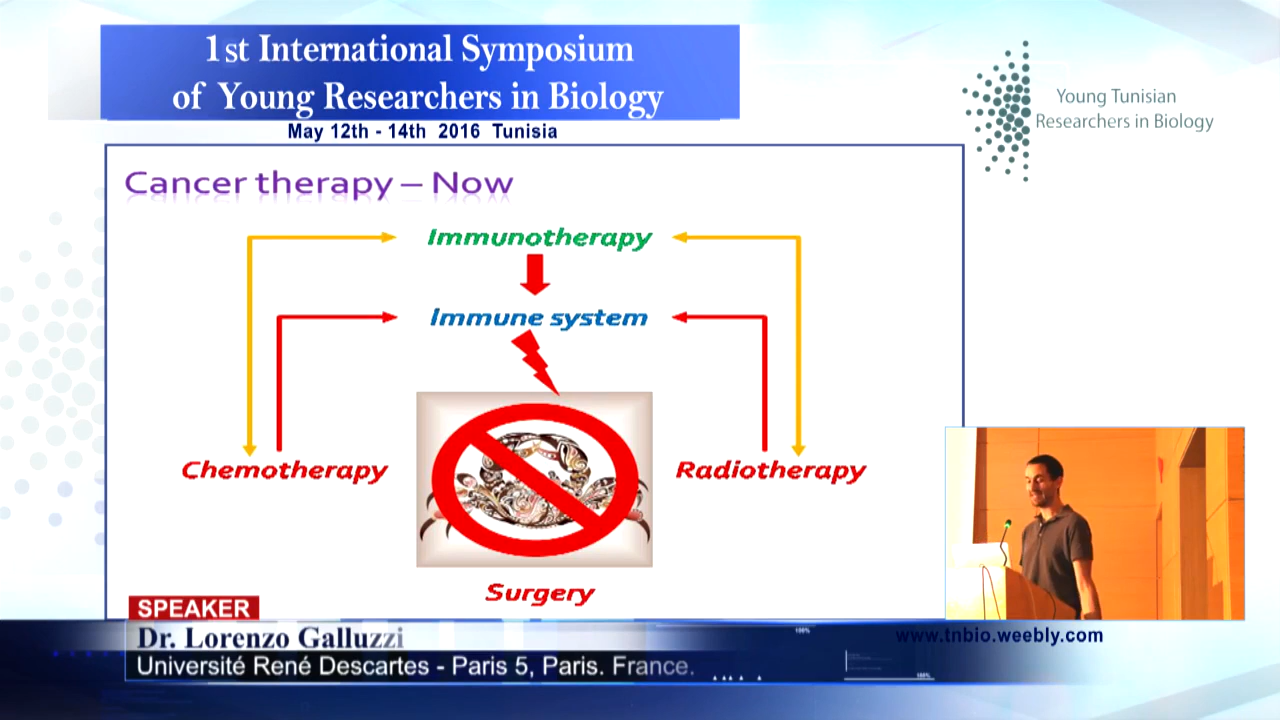 1st International Symposium
of Young Researchers in Biology
May 12th - 14th 2016 Tunisia
Young Tunisian
Researchers in Biology
Cancer therapy – Now
Immunotherapy
Immune system
Chemotherapy
Radiotherapy
Surgery
SPEAKER
Dr. Lorenzo Galluzzi
Université René Descartes - Paris 5, Paris. France.
www.tnbio.weebly.com
100%
100%